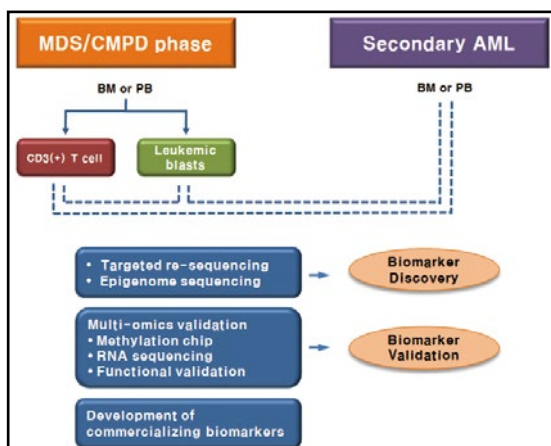 MDS/CMPD phase
Secondary AML
BM or PB
BM or PB
CD3(+) T cell
Leukemic
blasts
• Targeted re-sequencing
• Epigenome sequencing
Biomarker
Discovery
Multi-omics validation
•Methylation chip
•RNA sequencing
•Functional validation
Biomarker
Validation
Development of
commercializing biomarkers